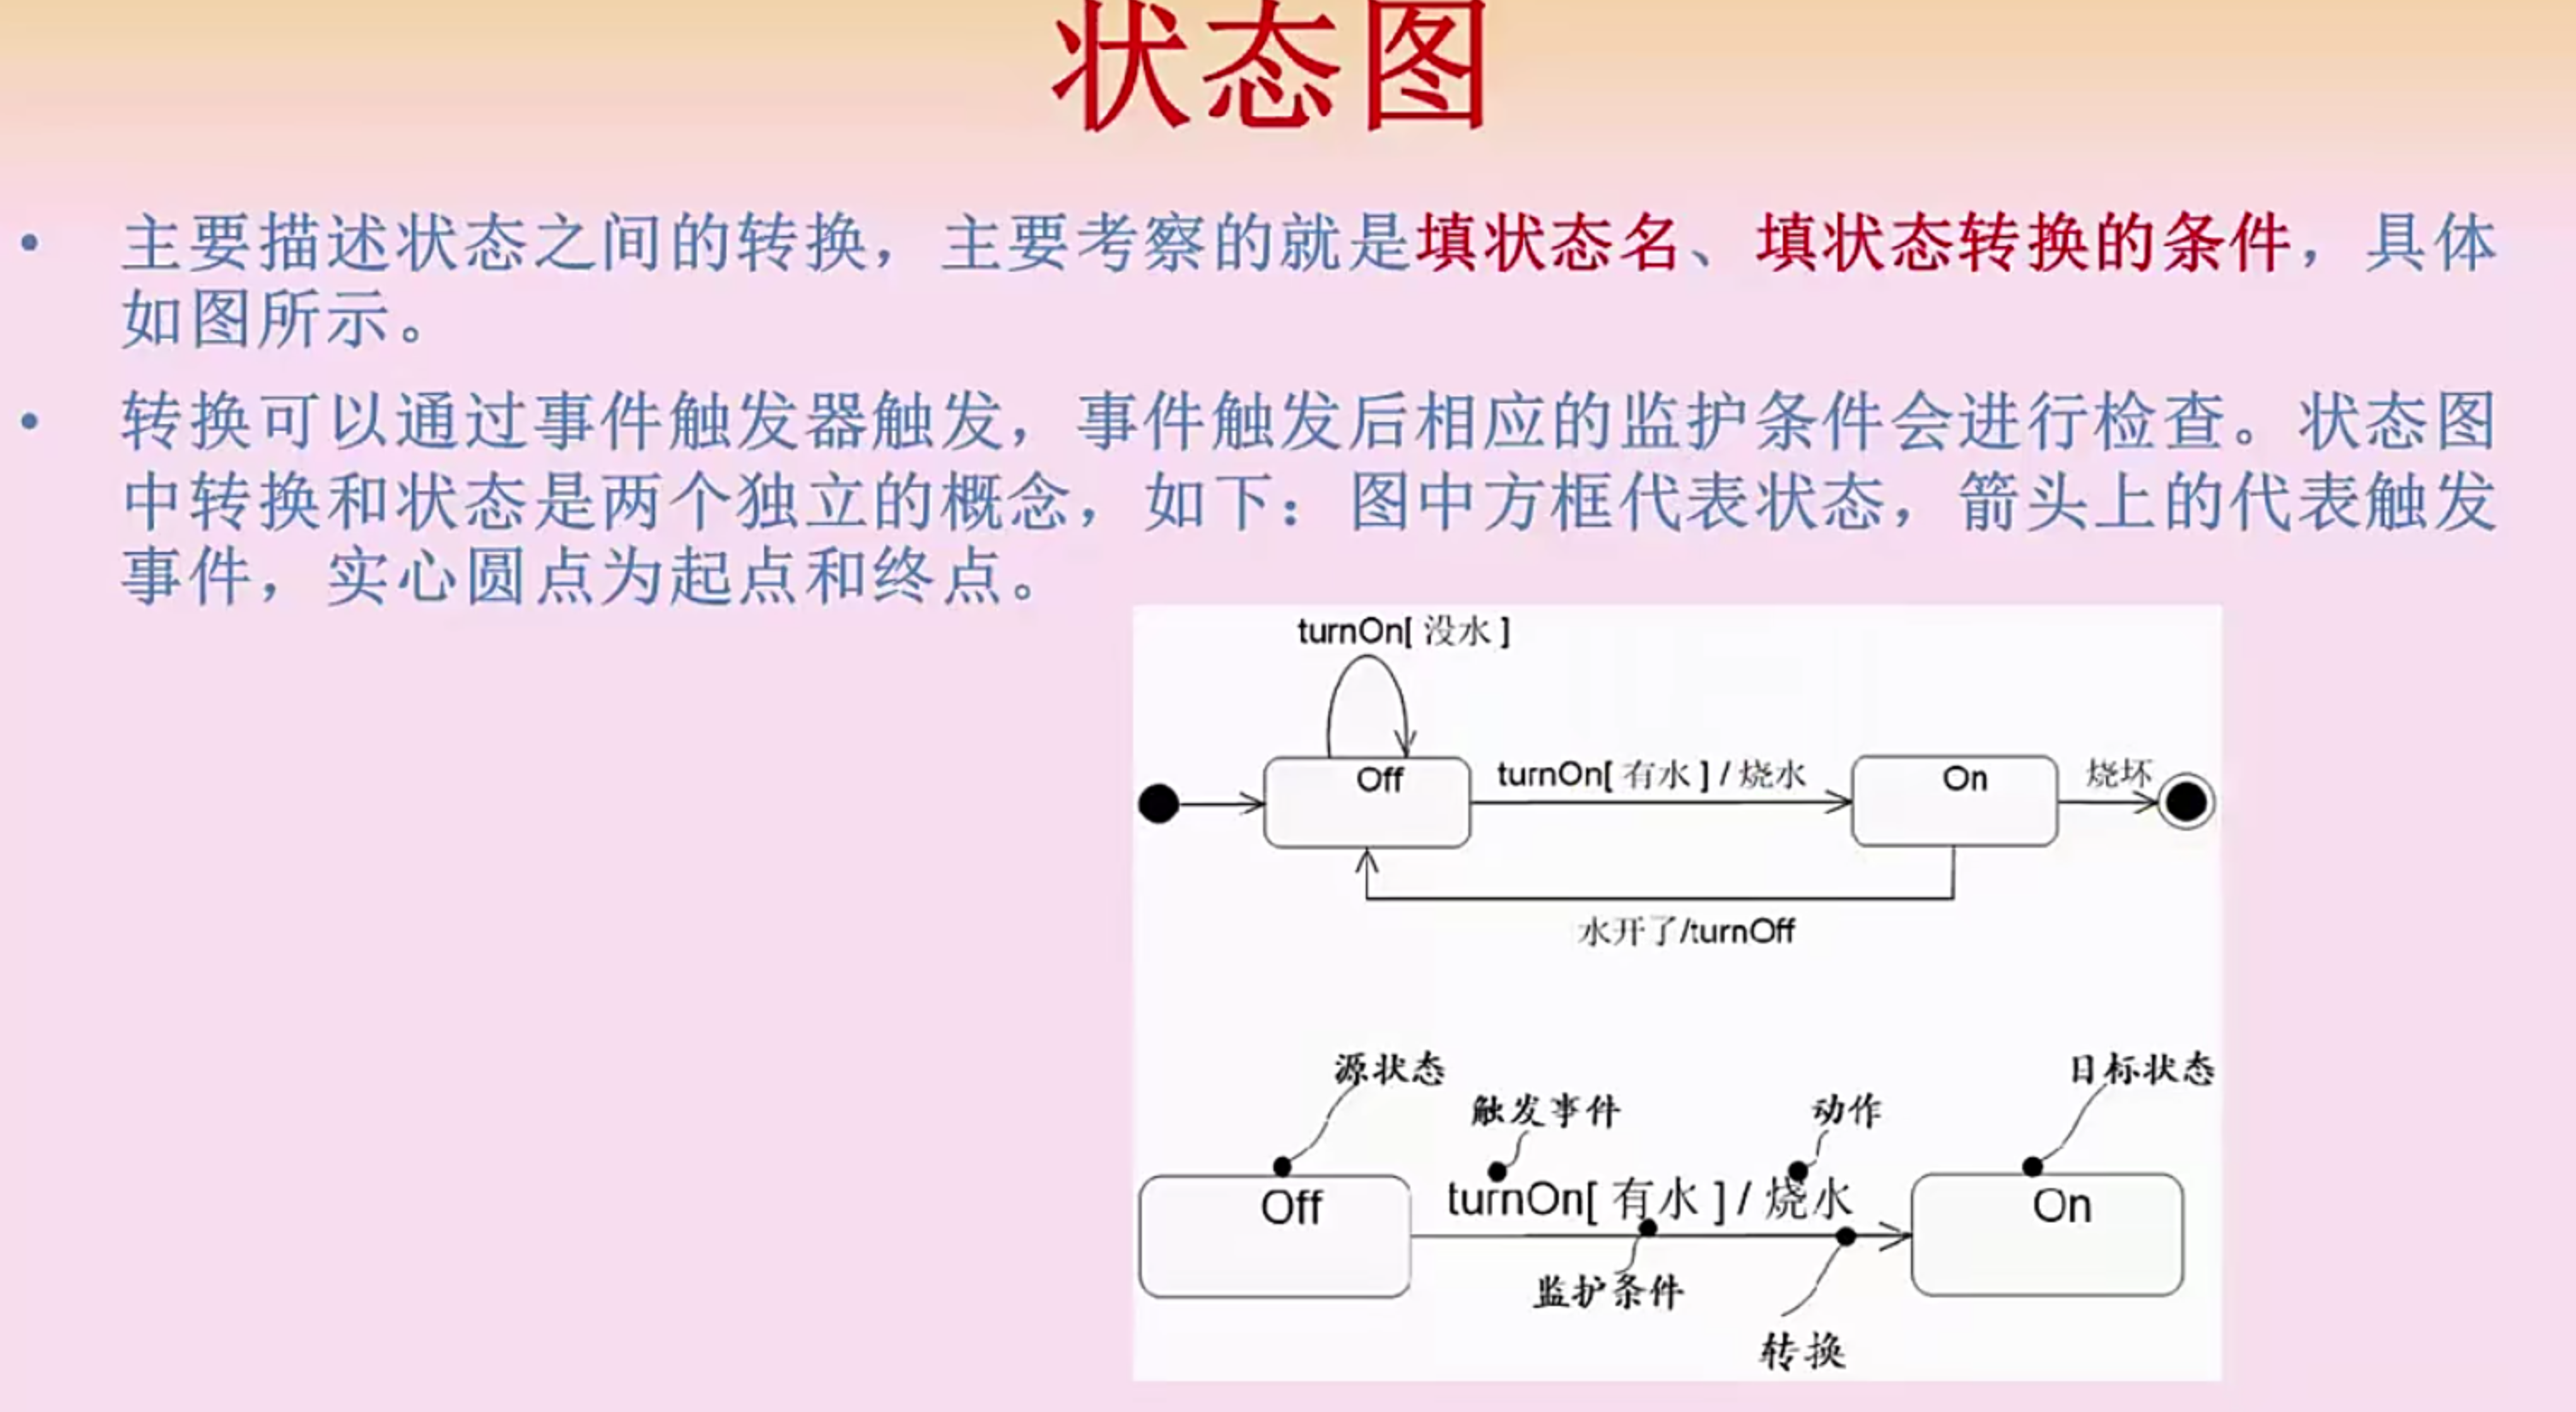 状态图
• 主要描述状态之间的转换，主要考察的就是填状态名、填状态转换的条件，具体
如图所示。
• 转换可以通过事件触发器触发，事件触发后相应的监护条件会进行检查。状态图
中转换和状态是两个独立的概念，如下：图中方框代表状态，箭头上的代表触发
事件，实心圆点为起点和终点。
turnOn[ 没水 ]
Off
turnOn[ 有水 ] / 烧水
On
烧坏
水开了/turnOff
源状态
目标状态
触发事件
动作
Off
turnOn[ 有水 ] / 烧水
On
监护条件
转换